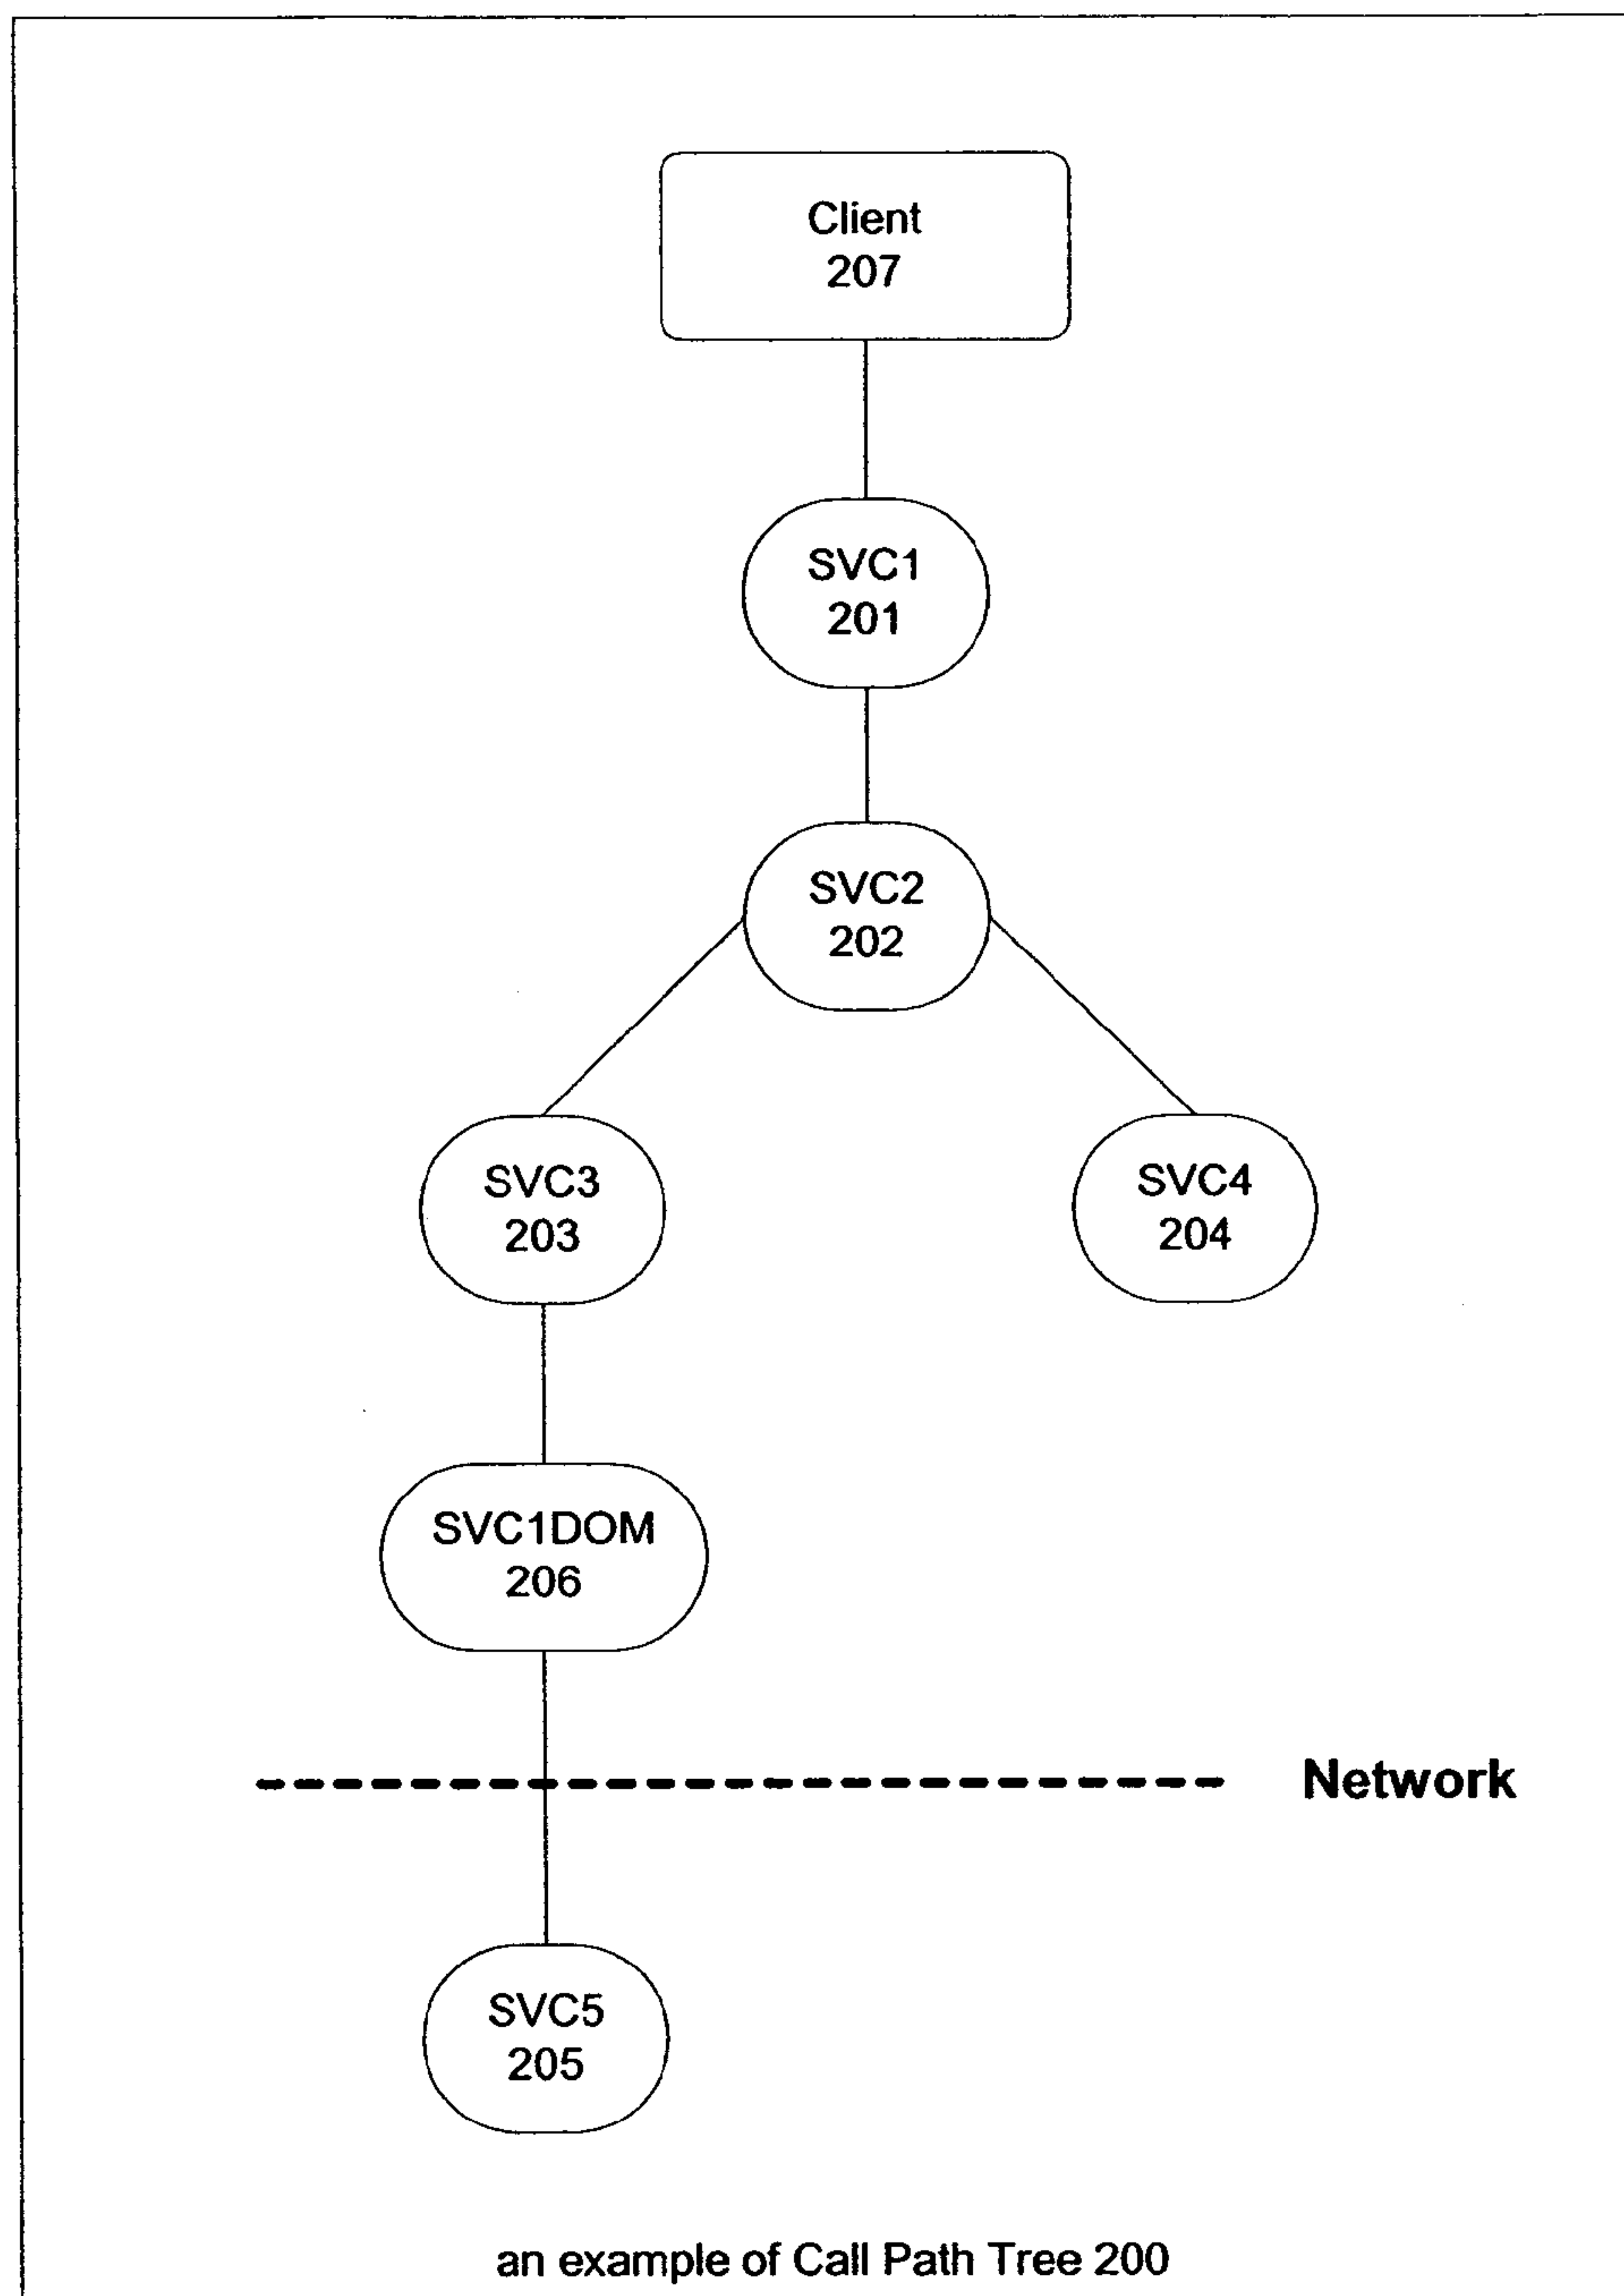 Client
207
SVC1
201
SVC2
202
SVC3
203
SVC4
204
SVC1DOM
206
Network
SVC5
205
an example of Call Path Tree 200